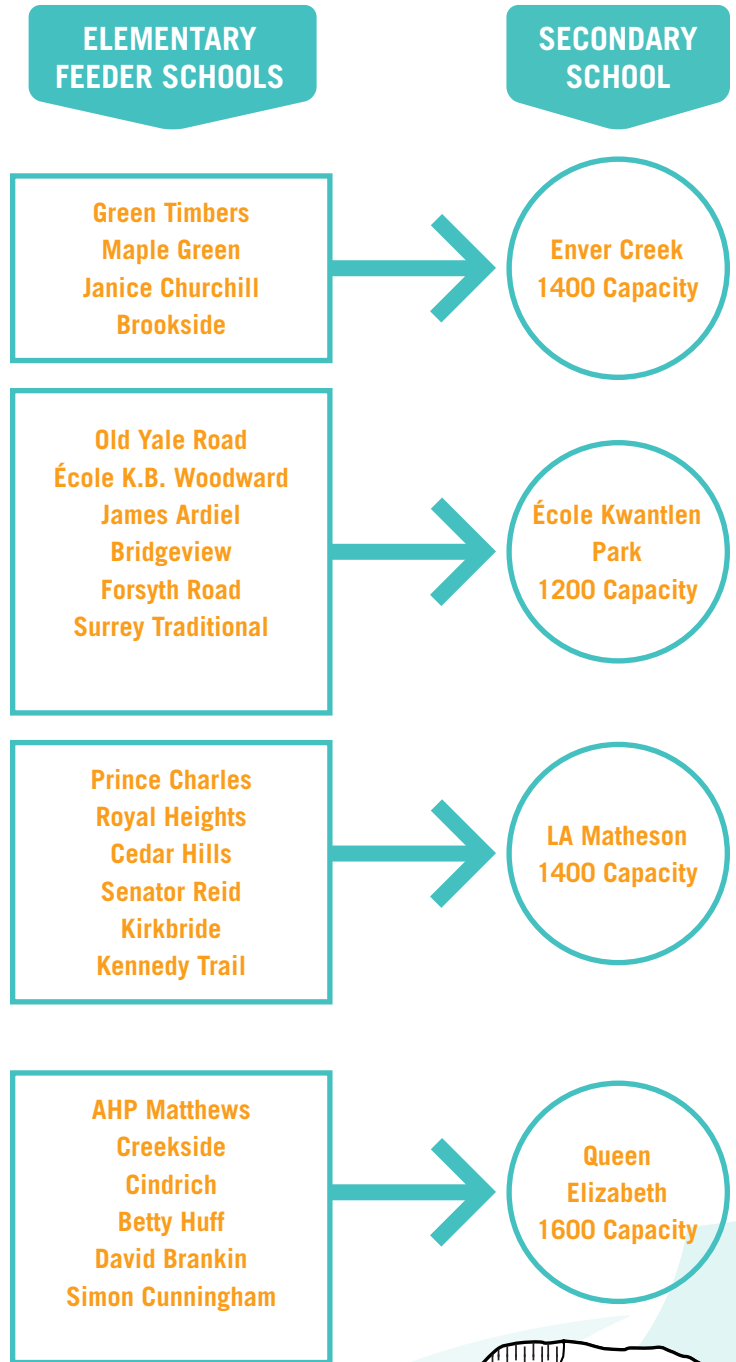 ELEMENTARY
FEEDER SCHOOLS
SECONDARY
SCHOOL
Green Timbers
Maple Green
Janice Churchill
Brookside
Enver Creek
1400 Capacity
Old Yale Road
École K.B. Woodward
James Ardiel
Bridgeview
Forsyth Road
Surrey Traditional
École Kwantlen
Park
1200 Capacity
Prince Charles
Royal Heights
Cedar Hills
Senator Reid
Kirkbride
Kennedy Trail
LA Matheson
1400 Capacity
AHP Matthews
Creekside
Cindrich
Betty Huff
David Brankin
Simon Cunningham
Queen
Elizabeth
1600 Capacity